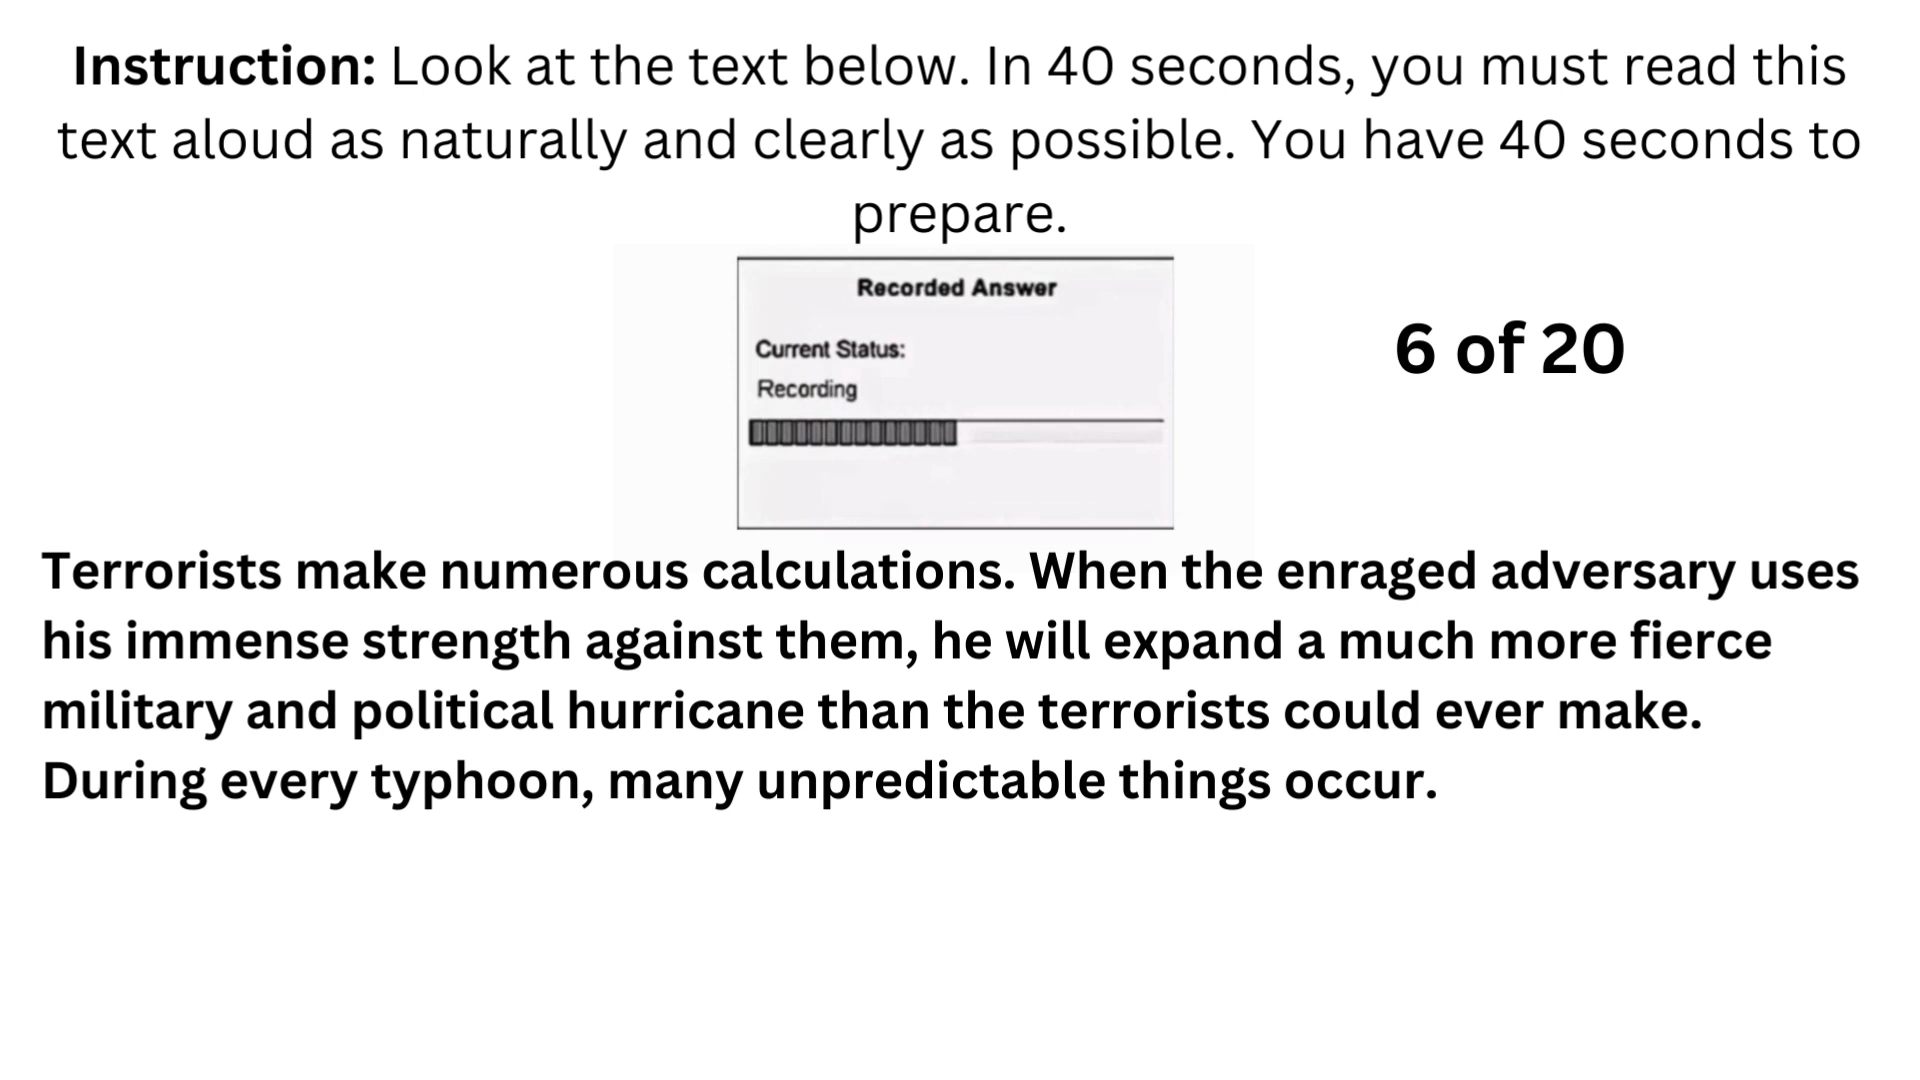 Instruction: Look at the text below. In 40 seconds, you must read this
text aloud as naturally and clearly as possible. You have 40 seconds to
prepare.
Recorded Answer
Current Status:
Recording
6 of 20
Terrorists make numerous calculations. When the enraged adversary uses
his immense strength against them, he will expand a much more fierce
military and political hurricane than the terrorists could ever make.
During every typhoon, many unpredictable things occur.